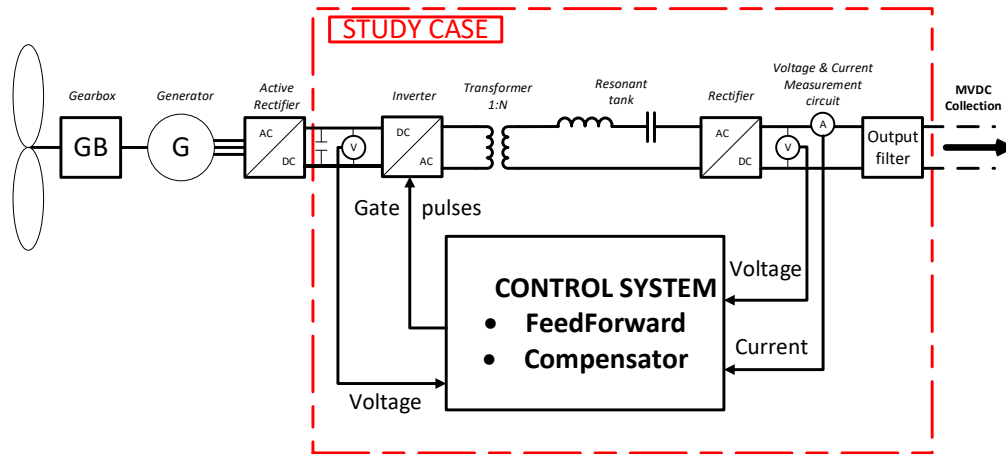 STUDY CASE
Gearbox
Generator
Active
Rectifier
Inverter
Transformer
1:N
Resonant
tank
Rectifier
Voltage & Current
Measurement
circuit
MVDC
Collection
GB
G
AC
DC
V
DC
AC
AC
DC
V
A
Output
filter
Gate pulses
CONTROL SYSTEM
• FeedForward
• Compensator
Voltage
Current
Voltage